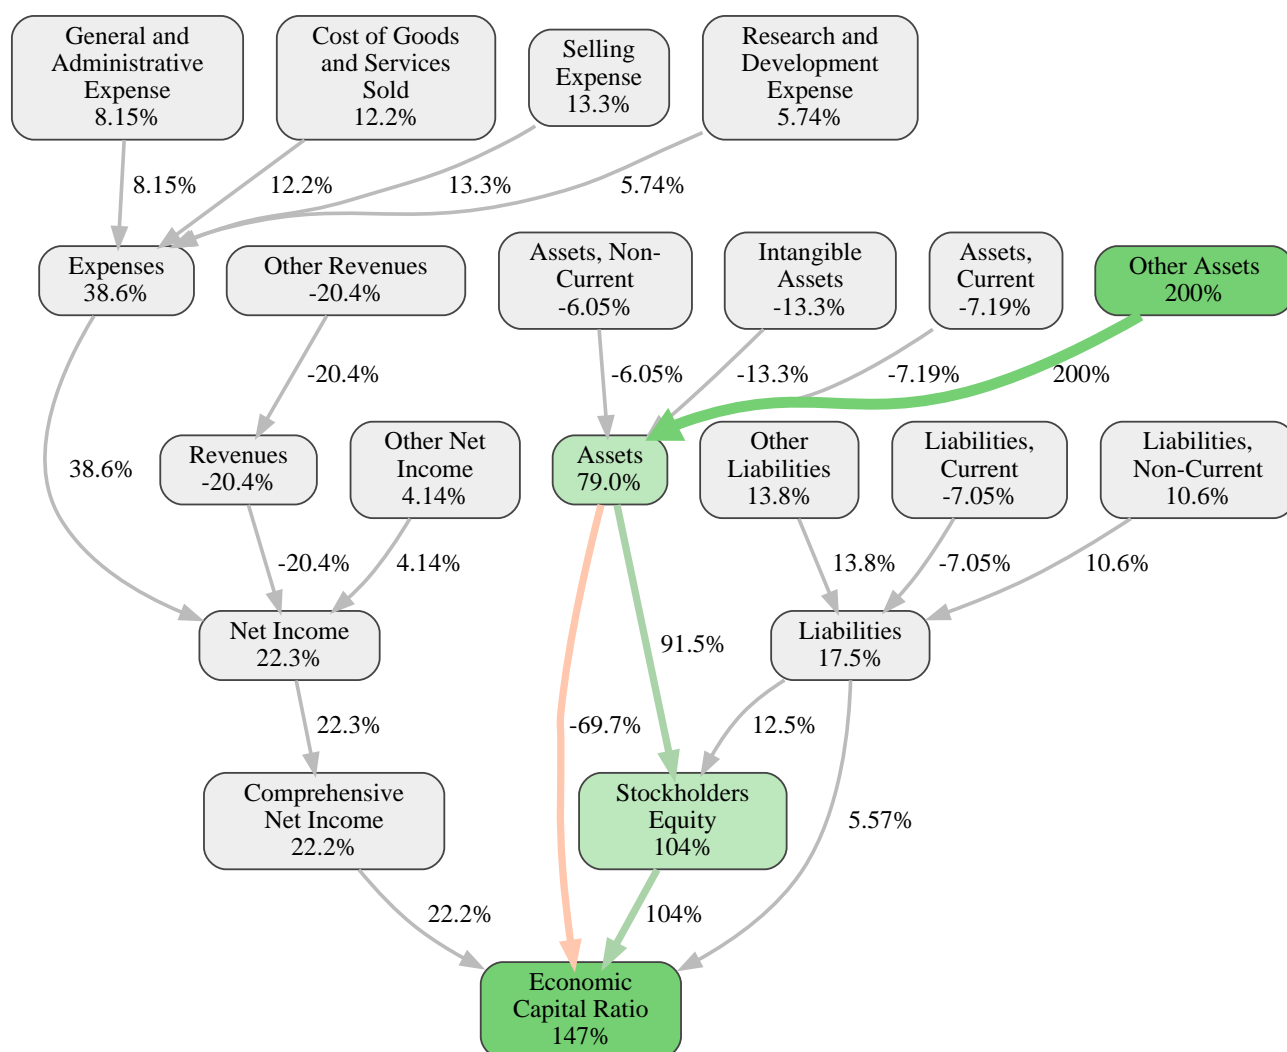 General and
Administrative
Expense
8.15%
Cost of Goods
and Services
Sold
12.2%
Selling
Expense
13.3%
Research and
Development
Expense
5.74%
8.15%
12.2%
13.3%
5.74%
Expenses
38.6%
Other Revenues
-20.4%
Assets, Non-
Current
-6.05%
Intangible
Assets
-13.3%
Assets,
Current
-7.19%
Other Assets
200%
-20.4%
-6.05%
-13.3%
-7.19%
200%
38.6%
Revenues
-20.4%
Other Net
Income
4.14%
Assets
79.0%
Other
Liabilities
13.8%
Liabilities,
Current
-7.05%
Liabilities,
Non-Current
10.6%
-20.4%
4.14%
13.8%
-7.05%
10.6%
Net Income
22.3%
91.5%
Liabilities
17.5%
22.3%
-69.7%
12.5%
Comprehensive
Net Income
22.2%
Stockholders
Equity
104%
5.57%
22.2%
104%
Economic
Capital Ratio
147%